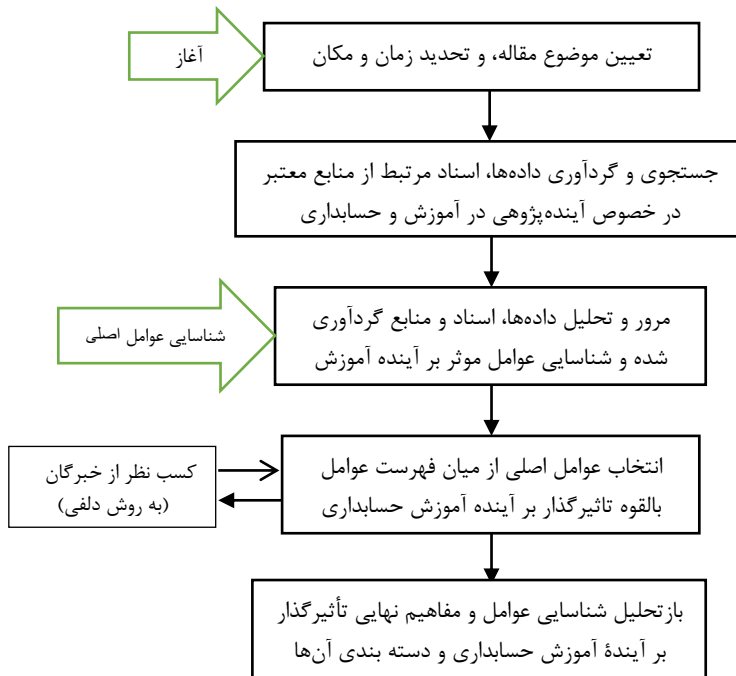 آغاز
تعیین موضوع مقاله، و تحدید زمان و مکان
جستجوی و گردآوری داده‌ها، اسناد مرتبط از منابع معتبر
در خصوص آینده‌پژوهی در آموزش و حسابداری
شناسایی عوامل اصلی
مرور و تحلیل داده‌ها، اسناد و منابع گردآوری
شده و شناسایی عوامل موثر بر آینده آموزش
انتخاب عوامل اصلی از میان فهرست عوامل
بالقوه تاثیرگذار بر آینده آموزش حسابداری
کسب نظر از خبرگان
(به روش دلفی)
بازتحلیل شناسایی عوامل و مفاهیم نهایی تأثیرگذار
بر آیندهٔ آموزش حسابداری و دسته بندی آن‌ها